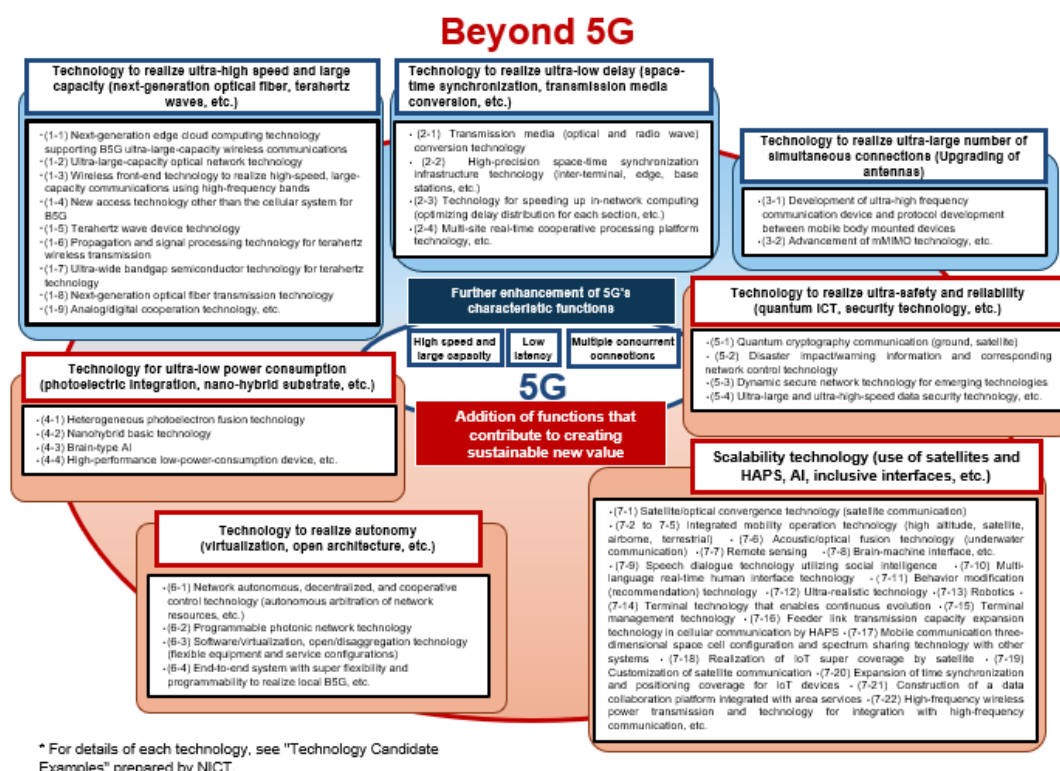 Beyond 5G
Technology to realize ultra-high speed and large
capacity (next-generation optical fiber, terahertz
waves, etc.)
・(1-1) Next-generation edge cloud computing technology
supporting B5G ultra-large-capacity wireless communications
・(1-2) Ultra-large-capacity optical network technology
・(1-3) Wireless front-end technology to realize high-speed, large-
capacity communications using high-frequency bands
・(1-4) New access technology other than the cellular system for
B5G
・(1-5) Terahertz wave device technology
・(1-6) Propagation and signal processing technology for terahertz
wireless transmission
・(1-7) Ultra-wide bandgap semiconductor technology for terahertz
technology
・(1-8) Next-generation optical fiber transmission technology
・(1-9) Analog/digital cooperation technology, etc.
Technology to realize ultra-low delay (space-
time synchronization, transmission media
conversion, etc.)
・(2-1) Transmission media (optical and radio wave)
conversion technology
・(2-2) High-precision space-time synchronization
infrastructure technology (inter-terminal, edge, base
stations, etc.)
・(2-3) Technology for speeding up in-network computing
(optimizing delay distribution for each section, etc.)
・(2-4) Multi-site real-time cooperative processing platform
technology, etc.
Technology to realize ultra-large number of
simultaneous connections (Upgrading of
antennas)
・(3-1) Development of ultra-high frequency
communication device and protocol development
between mobile body mounted devices
・(3-2) Advancement of mMIMO technology, etc.
Further enhancement of 5G's
characteristic functions
High speed and
large capacity
Low
latency
Multiple concurrent
connections
5G
Addition of functions that
contribute to creating
sustainable new value
Technology for ultra-low power consumption
(photoelectric integration, nano-hybrid substrate, etc.)
・(4-1) Heterogeneous photoelectron fusion technology
・(4-2) Nanohybrid basic technology
・(4-3) Brain-type AI
・(4-4) High-performance low-power-consumption device, etc.
Technology to realize ultra-safety and reliability
(quantum ICT, security technology, etc.)
・(5-1) Quantum cryptography communication (ground, satellite)
・(5-2) Disaster impact/warning information and corresponding
network control technology
・(5-3) Dynamic secure network technology for emerging technologies
・(5-4) Ultra-large and ultra-high-speed data security technology, etc.
Technology to realize autonomy
(virtualization, open architecture, etc.)
・(6-1) Network autonomous, decentralized, and cooperative
control technology (autonomous arbitration of network
resources, etc.)
・(6-2) Programmable photonic network technology
・(6-3) Software/virtualization, open/disaggregation technology
(flexible equipment and service configurations)
・(6-4) End-to-end system with super flexibility and
programmability to realize local B5G, etc.
Scalability technology (use of satellites and
HAPS, AI, inclusive interfaces, etc.)
・(7-1) Satellite/optical convergence technology (satellite communication)
・(7-2 to 7-5) Integrated mobility operation technology (high altitude, satellite,
airborne, terrestrial) ・(7-6) Acoustic/optical fusion technology (underwater
communication) ・(7-7) Remote sensing ・(7-8) Brain-machine interface, etc.
・(7-9) Speech dialogue technology utilizing social intelligence ・(7-10) Multi-
language real-time human interface technology ・(7-11) Behavior modification
(recommendation) technology ・(7-12) Ultra-realistic technology ・(7-13) Robotics ・
(7-14) Terminal technology that enables continuous evolution ・(7-15) Terminal
management technology ・(7-16) Feeder link transmission capacity expansion
technology in cellular communication by HAPS ・(7-17) Mobile communication three-
dimensional space cell configuration and spectrum sharing technology with other
systems ・(7-18) Realization of IoT super coverage by satellite ・(7-19)
Customization of satellite communication ・(7-20) Expansion of time synchronization
and positioning coverage for IoT devices ・(7-21) Construction of a data
collaboration platform integrated with area services ・(7-22) High-frequency wireless
power transmission and technology for integration with high-frequency
communication, etc.
* For details of each technology, see "Technology Candidate
Examples" prepared by NICT.